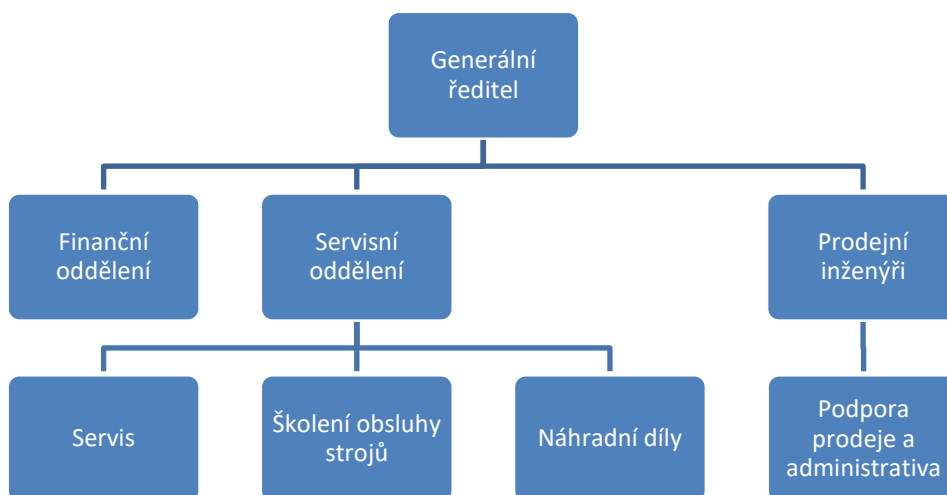 Generální
ředitel
Finanční
oddělení
Servisní
oddělení
Prodejní
inženýři
Servis
Školení obsluhy
strojů
Náhradní díly
Podpora
prodeje a
administrativa